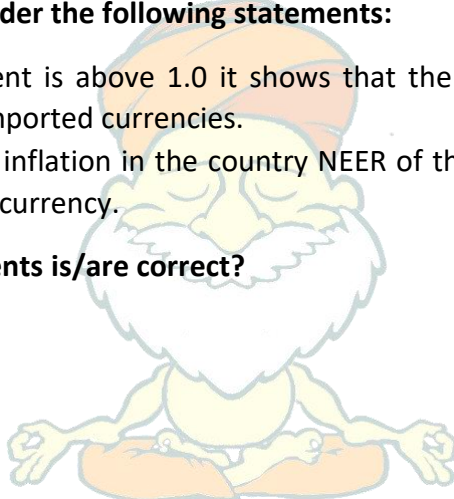 der the following statements:
ent is above 1.0 it shows that the
nported currencies.
inflation in the country NEER of th
currency.
ents is/are correct?